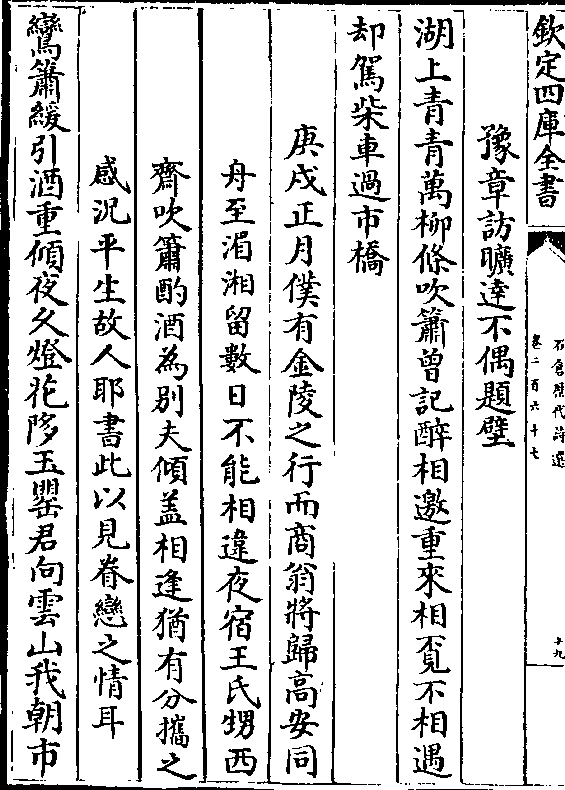 欽定四庫全書
石倉歷代詩選
卷二百六十七
十九
豫章訪曠達不偶題壁
湖上青青萬柳條吹簫曾記醉相邀重來相覔不相遇
却駕柴車過市橋
庚戌正月僕有金陵之行而商翁將歸高安同
舟至湄湘留數日不能相違夜宿王氏甥西
齋吹簫酌酒為別夫傾盖相逢猶有分攜之
感況平生故人耶書此以見眷戀之情耳
鸞簫緩引酒重傾夜久燈花陊玉罌君向雲山我朝市